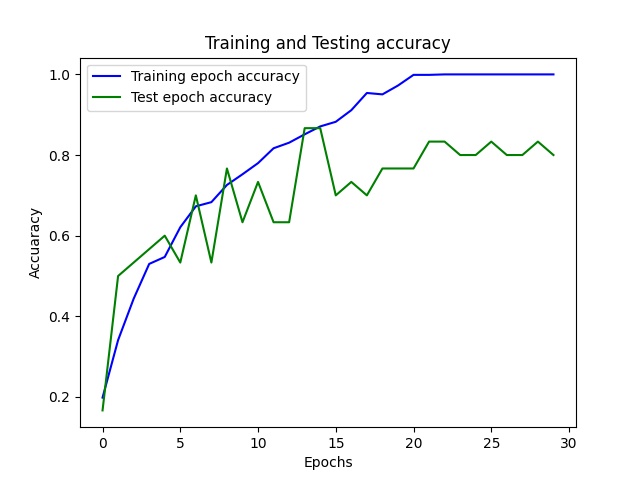 Training and Testing accuracy
Training epoch accuracy
Test epoch accuracy
1.0
0.8
0.6
0.4
0.2
Accuaracy
0 5 10 15 20 25 30
Epochs